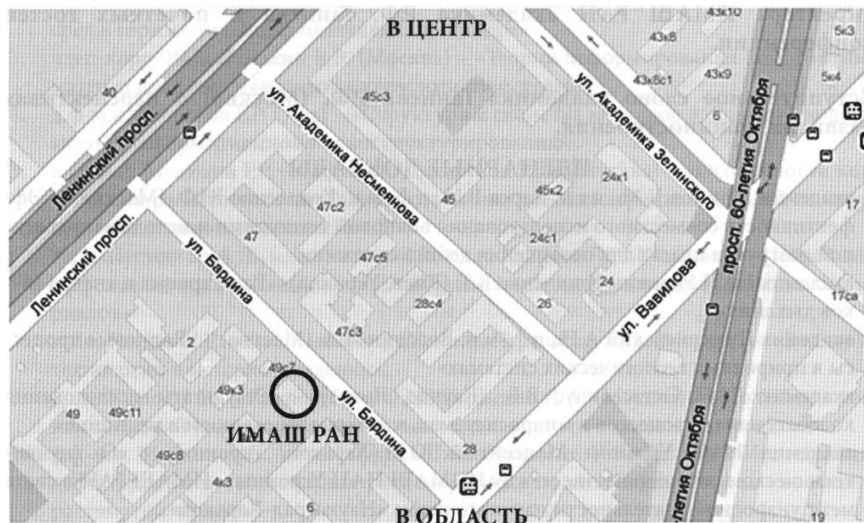 В ЦЕНТР
43к10
5к3
43к8
40
45с3
43к8с1
43к9
5к4
6
Ленинский просп.
ул. Академика Несмеянова
ул. Академика Зелинского
просп. 60-летия Октября
45
45к2
24к1
47с2
17
47
24с1
47с5
24
Ленинский просп.
ул. Бардина
28с4
26
ул. Вавилова
17са
47с3
2
49с7
49к3
49
49с11
ул. Бардина
ИМАШ РАН
28
49с8
4к3
6
В ОБЛАСТЬ
летия Октября
19